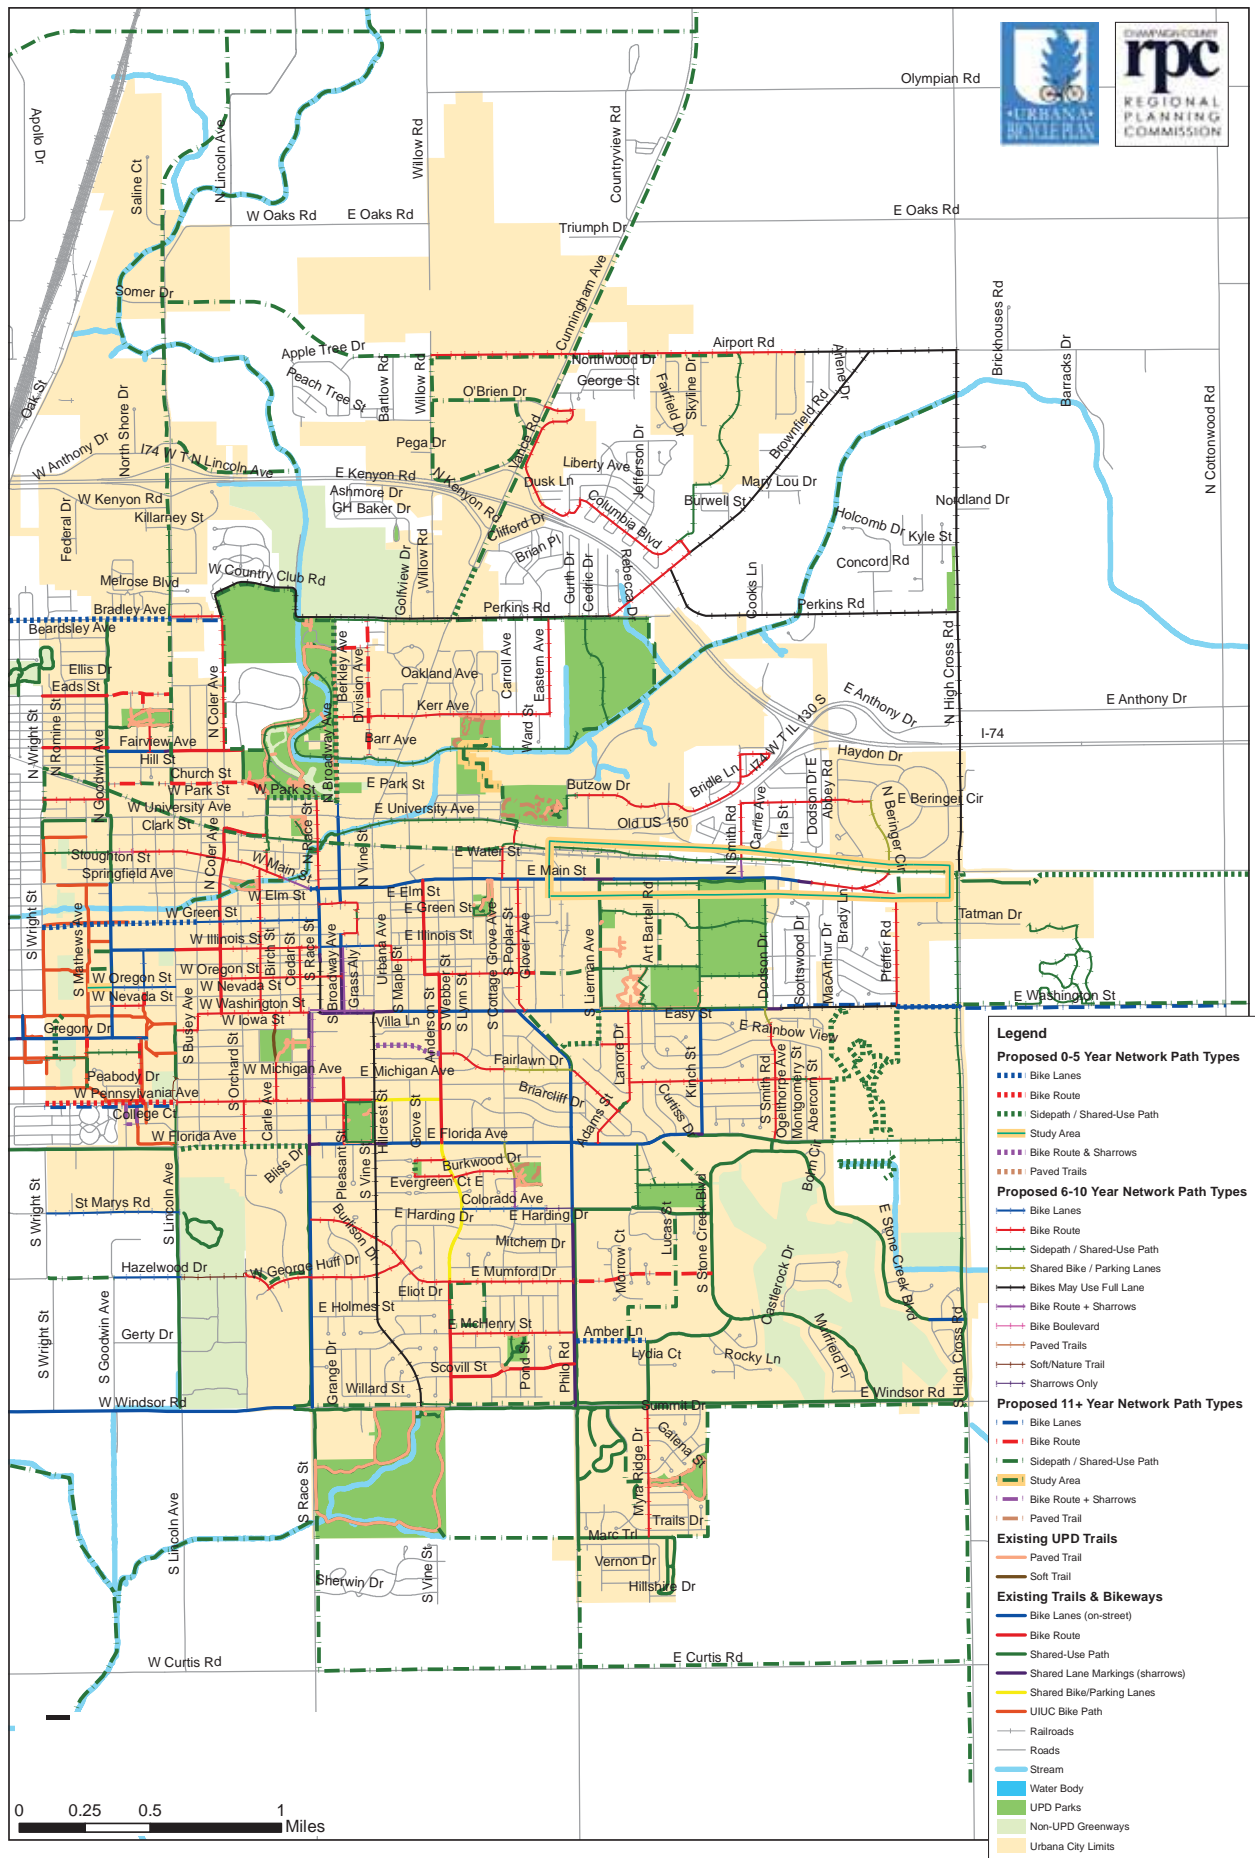 Olympian Rd
URBANA
BICYCLE PLAN
CHAMPAIGN COUNTY
rpc
REGIONAL
PLANNING
COMMISSION
Apollo Dr
Saline Ct
N Lincoln Ave
Willow Rd
Countryview Rd
W Oaks Rd
E Oaks Rd
E Oaks Rd
Triumph Dr
Somer Dr
Cunningham Ave
Brickhouses Rd
Barracks Dr
Airport Rd
Arlene Dr
Apple Tree Dr
Northwood Dr
Peach Tree St
Bartlow Rd
Willow Rd
O'Brien Dr
George St
Fairfield Dr
Skyline Dr
Oak St
North Shore Dr
Brownfield Rd
N Cottonwood Rd
W Anthony Dr
I74 W T N Lincoln Ave
Pega Dr
Vance Rd
Liberty Ave
Jefferson Dr
E Kenyon Rd
N Kenyon Rd
Dusk Ln
Mary Lou Dr
W Kenyon Rd
Ashmore Dr
GH Baker Dr
Columbia Blvd
Burwell St
Nordland Dr
Killarney St
Federal Dr
Clifford Dr
Brian Pl
Holcomb Dr
Kyle St
Golfview Dr
Willow Rd
Gurth Dr
Cedric Dr
Rebecca Dr
Cooks Ln
Concord Rd
Melrose Blvd
W Country Club Rd
Bradley Ave
Perkins Rd
Perkins Rd
Beardsley Ave
N High Cross Rd
Ellis Dr
Eads St
Berkley Ave
Division Ave
Oakland Ave
Carroll Ave
Eastern Ave
Kerr Ave
E Anthony Dr
E Anthony Dr
N Wright St
N Romine St
N Goodwin Ave
N Coler Ave
N Broadway Ave
Barr Ave
Ward St
I74 W T IL 130 S
I-74
Fairview Ave
Hill St
Haydon Dr
Church St
W Park St
W Park St
E Park St
Butzow Dr
Bridle Ln
Dodson Dr E
Abbey Rd
N Beringer Cir
E Beringer Cir
W University Ave
E University Ave
Clark St
Old US 150
Carrie Ave
Ira St
N Smith Rd
N Race St
N Vine St
E Water St
Stoughton St
Springfield Ave
N Coler Ave
W Main St
E Main St
W Elm St
E Elm St
W Green St
E Green St
Tatman Dr
S Wright St
S Mathews Ave
W Illinois St
E Illinois St
Birch St
Cedar St
S Race St
S Broadway Ave
Grass Aly
Urbana Ave
S Maple St
S Webber St
S Lynn St
S Cottage Grove Ave
S Poplar St
Glover Ave
S Lierman Ave
Art Bartell Rd
Dodson Dr
Scottswood Dr
MacArthur Dr
Brady Ln
Pfeffer Rd
W Oregon St
W Oregon St
W Nevada St
W Nevada St
W Washington St
E Washington St
W Iowa St
Villa Ln
Easy St
E Rainbow View
Gregory Dr
S Busey Ave
S Orchard St
Anderson St
Fairlawn Dr
Lanore Dr
Kinch St
Peabody Dr
W Michigan Ave
E Michigan Ave
S Smith Rd
Ogelthorpe Ave
Montgomery St
Abercorn St
W Pennsylvania Ave
Briarcliff Dr
Adams St
Curtiss Dr
College Ct
Carle Ave
Hillcrest St
Grove St
W Florida Ave
E Florida Ave
Pleasant St
S Vine St
Bliss Dr
Burkwood Dr
Bohn Cir
Evergreen Ct E
Colorado Ave
St Marys Rd
S Wright St
S Lincoln Ave
E Harding Dr
E Harding Dr
Burlison Dr
Mitchem Dr
Lucas St
S Stone Creek Blvd
E Stone Creek Blvd
Morrow Ct
Hazelwood Dr
W George Huff Dr
E Mumford Dr
Castlerock Dr
Eliot Dr
E Holmes St
S Wright St
S Goodwin Ave
Gerty Dr
E McHenry St
Amber Ln
Muirfield Pl
Lydia Ct
Rocky Ln
S High Cross Rd
Grange Dr
Scovill St
Pond St
Philo Rd
Willard St
E Windsor Rd
W Windsor Rd
Summit Dr
Galena St
Myra Ridge Dr
S Race St
S Lincoln Ave
Trails Dr
Marc Trl
Vernon Dr
Sherwin Dr
S Vine St
Hillshire Dr
W Curtis Rd
E Curtis Rd
Legend
Proposed 0-5 Year Network Path Types
Bike Lanes
Bike Route
Sidepath / Shared-Use Path
Study Area
Bike Route & Sharrows
Paved Trails
Proposed 6-10 Year Network Path Types
Bike Lanes
Bike Route
Sidepath / Shared-Use Path
Shared Bike / Parking Lanes
Bikes May Use Full Lane
Bike Route + Sharrows
Bike Boulevard
Paved Trails
Soft/Nature Trail
Sharrows Only
Proposed 11+ Year Network Path Types
Bike Lanes
Bike Route
Sidepath / Shared-Use Path
Study Area
Bike Route + Sharrows
Paved Trail
Existing UPD Trails
Paved Trail
Soft Trail
Existing Trails & Bikeways
Bike Lanes (on-street)
Bike Route
Shared-Use Path
Shared Lane Markings (sharrows)
Shared Bike/Parking Lanes
UIUC Bike Path
Railroads
Roads
Stream
Water Body
UPD Parks
Non-UPD Greenways
Urbana City Limits
0 0.25 0.5 1
Miles